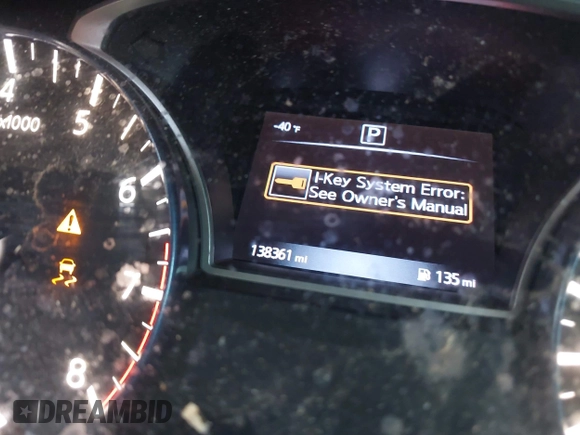 4
x1000
5
6
7
8
-40 °F
P
I-Key System Error:
See Owner's Manual
138361 mi
135 mi
DREAMBID